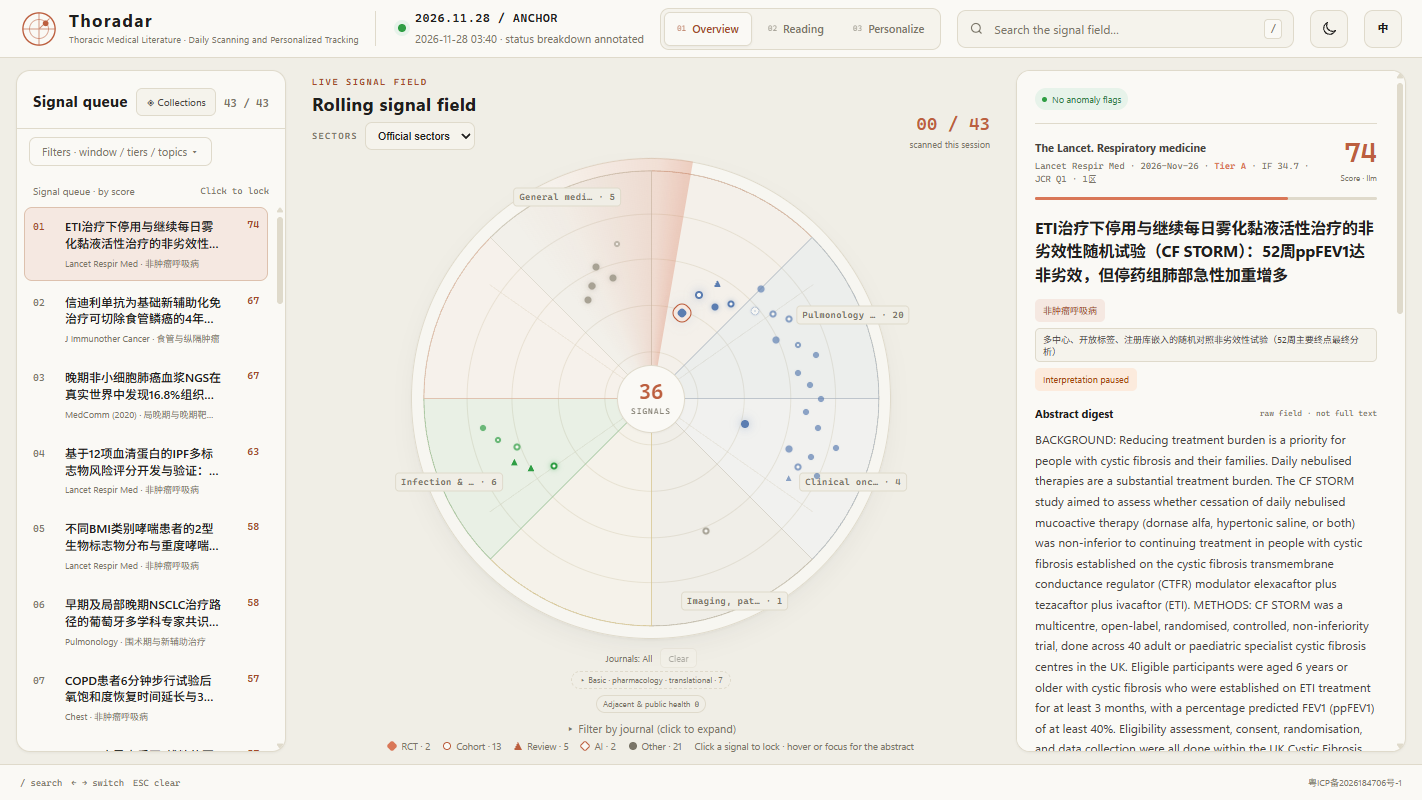 Thoradar
Thoracic Medical Literature · Daily Scanning and Personalized Tracking
2026.11.28 / ANCHOR
2026-11-28 03:40 · status breakdown annotated
01 Overview
02 Reading
03 Personalize
Search the signal field...
/
中
Signal queue
◈ Collections
43 / 43
Filters · window / tiers / topics
Signal queue · by score
Click to lock
01
ETI治疗下停用与继续每日雾
化黏液活性治疗的非劣效性...
74
Lancet Respir Med · 非肿瘤呼吸病
02
信迪利单抗为基础新辅助化免
治疗可切除食管鳞癌的4年...
67
J Immunother Cancer · 食管与纵隔肿瘤
03
晚期非小细胞肺癌血浆NGS在
真实世界中发现16.8%组织...
67
MedComm (2020) · 局晚期与晚期靶...
04
基于12项血清蛋白的IPF多标
志物风险评分开发与验证：...
63
Lancet Respir Med · 非肿瘤呼吸病
05
不同BMI类别哮喘患者的2型
生物标志物分布与重度哮喘...
58
Lancet Respir Med · 非肿瘤呼吸病
06
早期及局部晚期NSCLC治疗路
径的葡萄牙多学科专家共识...
58
Pulmonology · 围术期与新辅助治疗
07
COPD患者6分钟步行试验后
氧饱和度恢复时间延长与3...
57
Chest · 非肿瘤呼吸病
LIVE SIGNAL FIELD
Rolling signal field
SECTORS
Official sectors
00 / 43
scanned this session
General medi… · 5
Pulmonology … · 20
36
SIGNALS
Infection & … · 6
Clinical onc… · 4
Imaging, pat… · 1
Journals: All
Clear
Basic · pharmacology · translational · 7
Adjacent & public health 0
Filter by journal (click to expand)
RCT · 2
Cohort · 13
Review · 5
AI · 2
Other · 21
Click a signal to lock · hover or focus for the abstract
No anomaly flags
The Lancet. Respiratory medicine
Lancet Respir Med · 2026-Nov-26 · Tier A · IF 34.7 ·
JCR Q1 · 1区
74
Score · llm
ETI治疗下停用与继续每日雾化黏液活性治疗的非
劣效性随机试验（CF STORM）：52周ppFEV1达
非劣效，但停药组肺部急性加重增多
非肿瘤呼吸病
多中心、开放标签、注册库嵌入的随机对照非劣效性试验（52周主要终点最终分
析）
Interpretation paused
Abstract digest
raw field · not full text
BACKGROUND: Reducing treatment burden is a priority for
people with cystic fibrosis and their families. Daily nebulised
therapies are a substantial treatment burden. The CF STORM
study aimed to assess whether cessation of daily nebulised
mucoactive therapy (dornase alfa, hypertonic saline, or both)
was non-inferior to continuing treatment in people with cystic
fibrosis established on the cystic fibrosis transmembrane
conductance regulator (CFTR) modulator elexacaftor plus
tezacaftor plus ivacaftor (ETI). METHODS: CF STORM was a
multicentre, open-label, randomised, controlled, non-inferiority
trial, done across 40 adult or paediatric specialist cystic fibrosis
centres in the UK. Eligible participants were aged 6 years or
older with cystic fibrosis who were established on ETI treatment
for at least 3 months, with a percentage predicted FEV1 (ppFEV1)
of at least 40%. Eligibility assessment, consent, randomisation,
and data collection were all done within the UK Cystic Fibrosis
/ search
← → switch
ESC clear
粤ICP备2026184706号-1